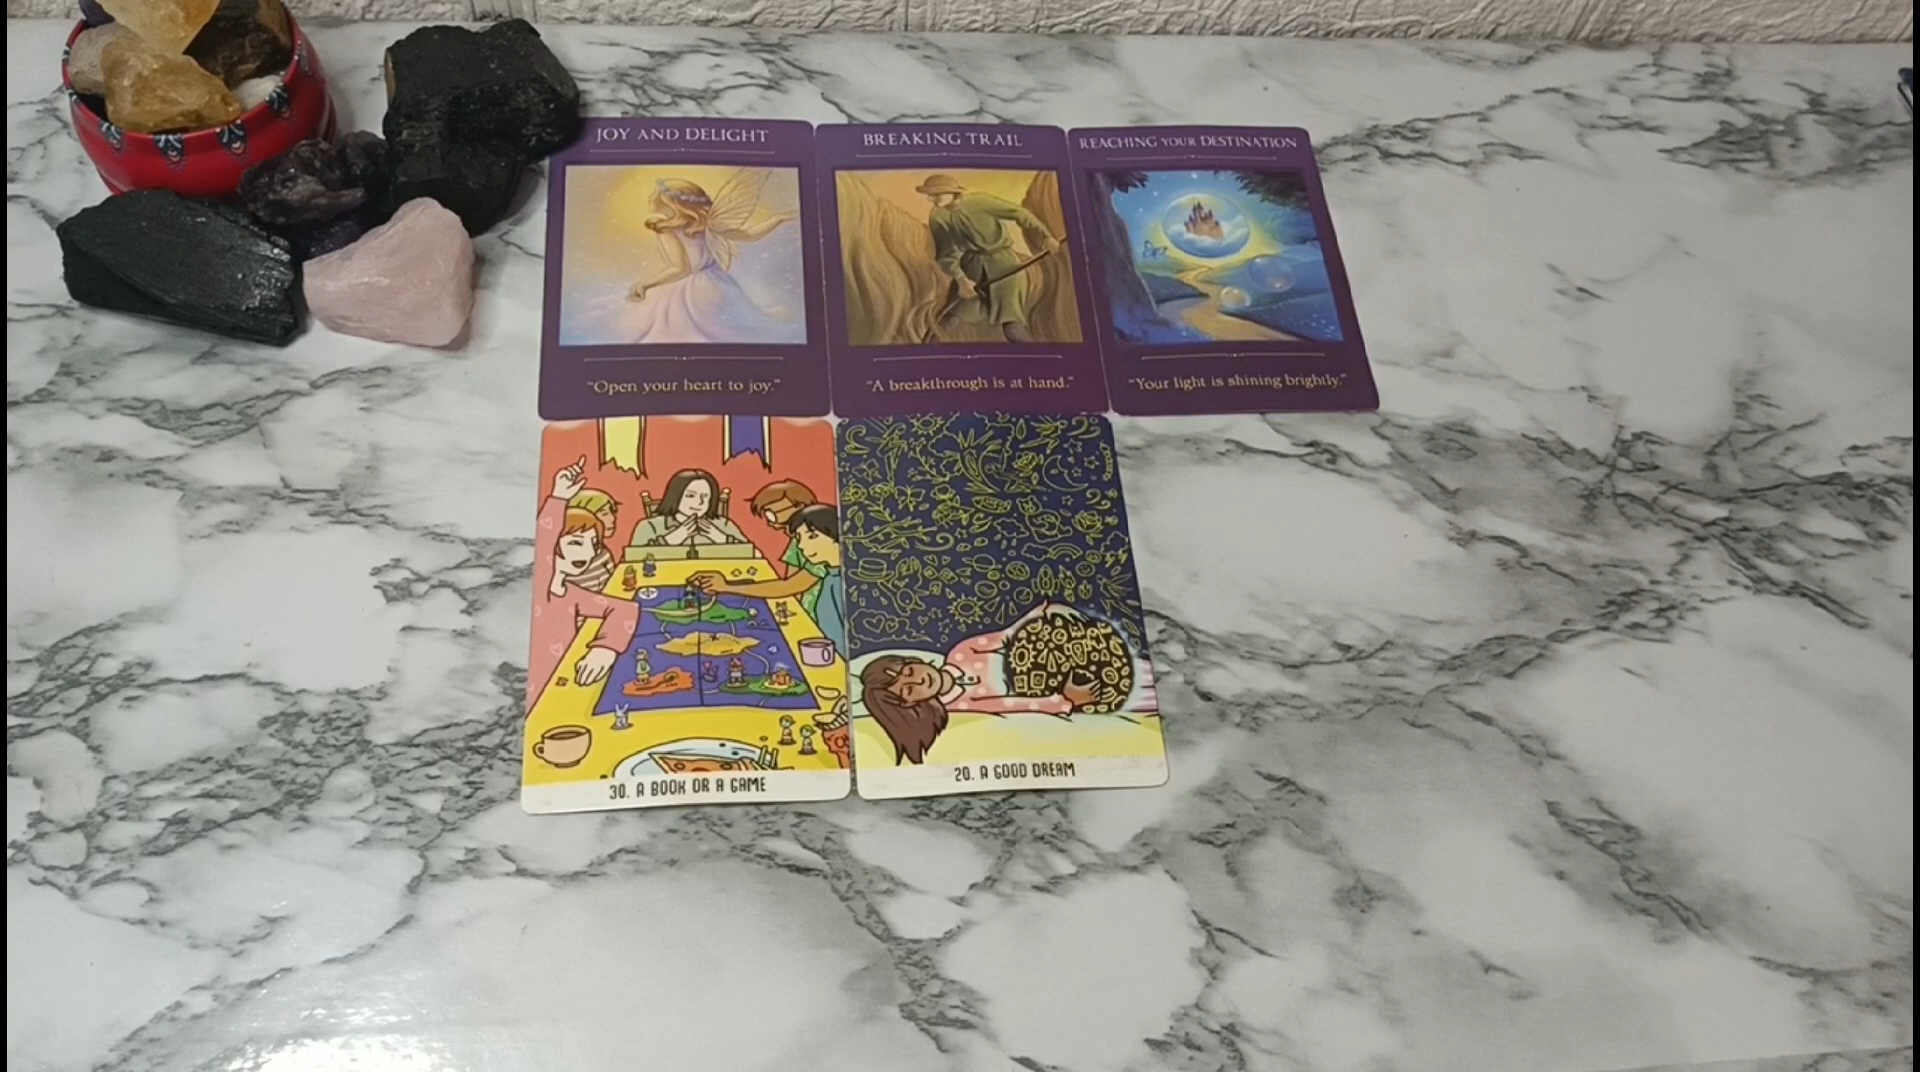 JOY AND DELIGHT
"Open your heart to joy."
BREAKING TRAIL
"A breakthrough is at hand."
REACHING YOUR DESTINATION
"Your light is shining brightly."
30. A BOOK OR A GAME
20. A GOOD DREAM